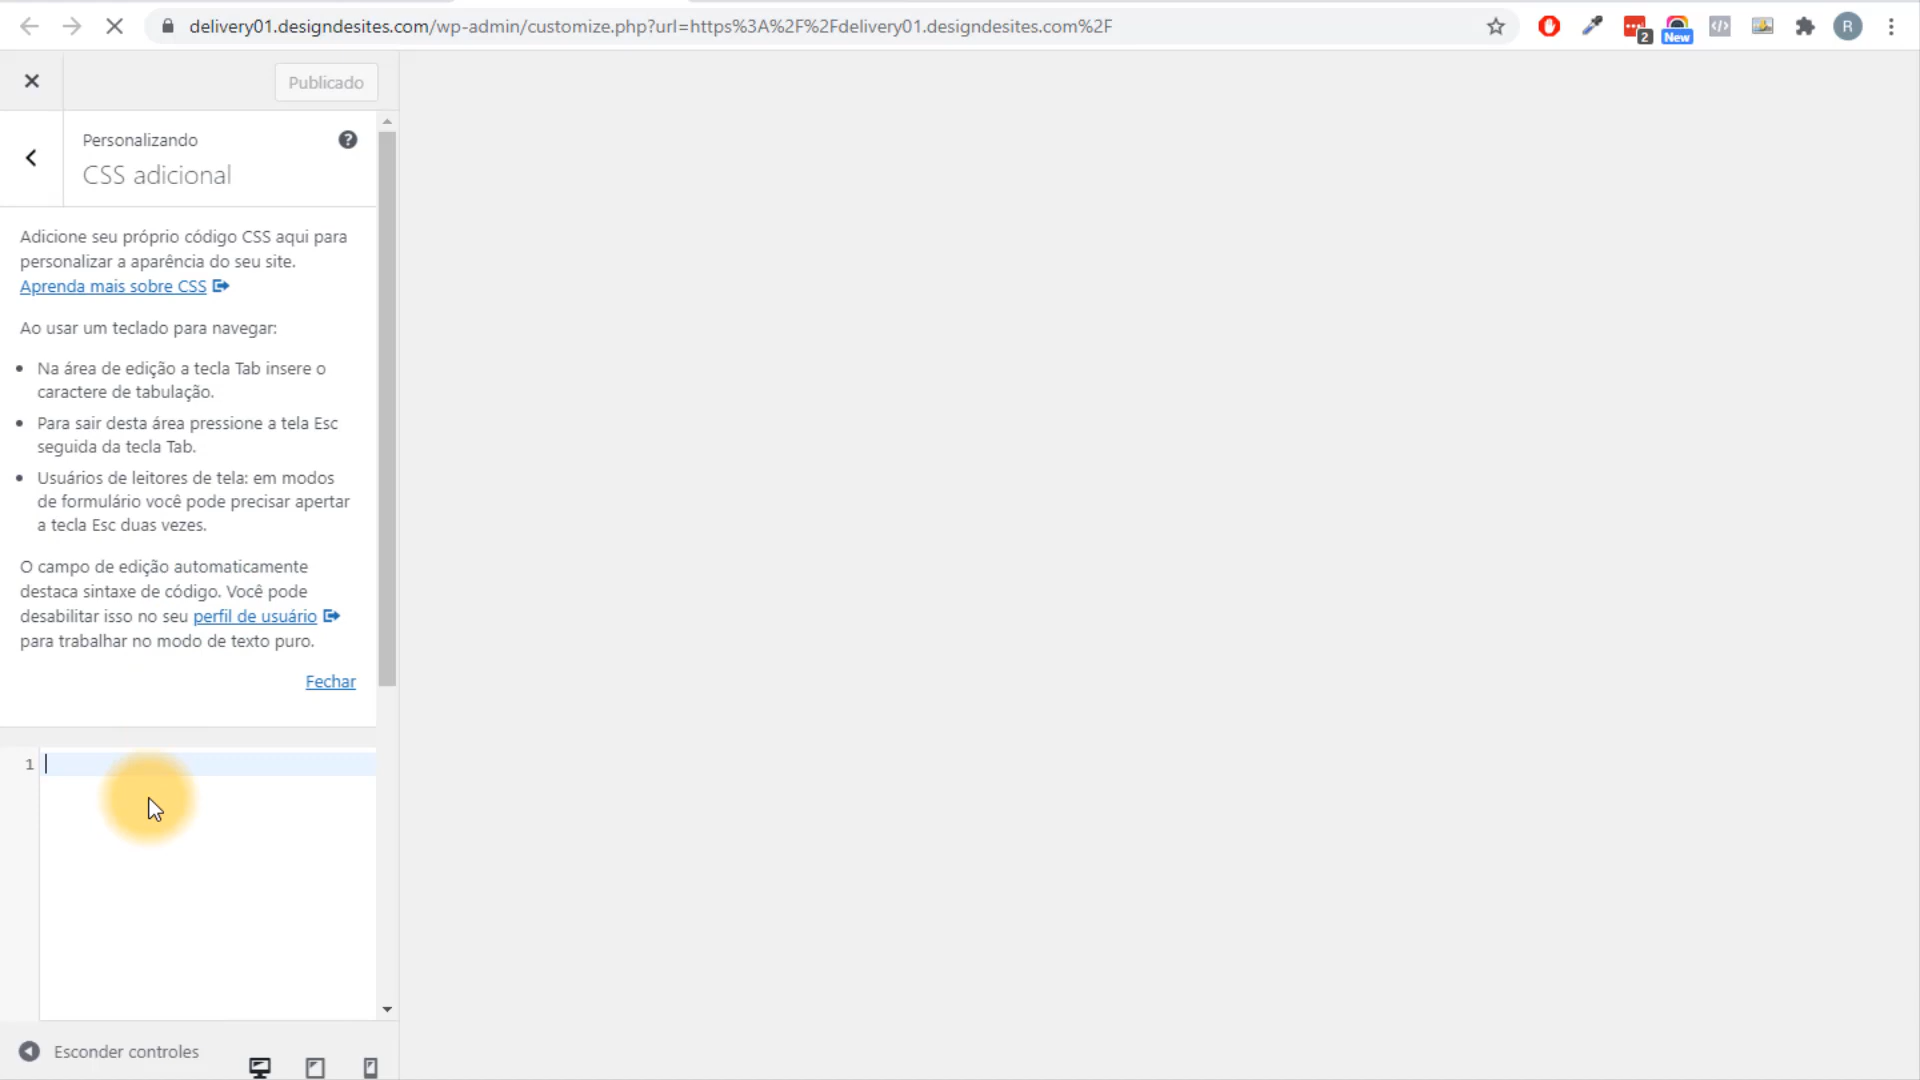 delivery01.designdesites.com/wp-admin/customize.php?url=https%3A%2F%2Fdelivery01.designdesites.com%2F
2
New
R
Publicado
Personalizando
CSS adicional
Adicione seu próprio código CSS aqui para
personalizar a aparência do seu site.
Aprenda mais sobre CSS
Ao usar um teclado para navegar:
Na área de edição a tecla Tab insere o
caractere de tabulação.
Para sair desta área pressione a tela Esc
seguida da tecla Tab.
Usuários de leitores de tela: em modos
de formulário você pode precisar apertar
a tecla Esc duas vezes.
O campo de edição automaticamente
destaca sintaxe de código. Você pode
desabilitar isso no seu perfil de usuário
para trabalhar no modo de texto puro.
Fechar
1
Esconder controles